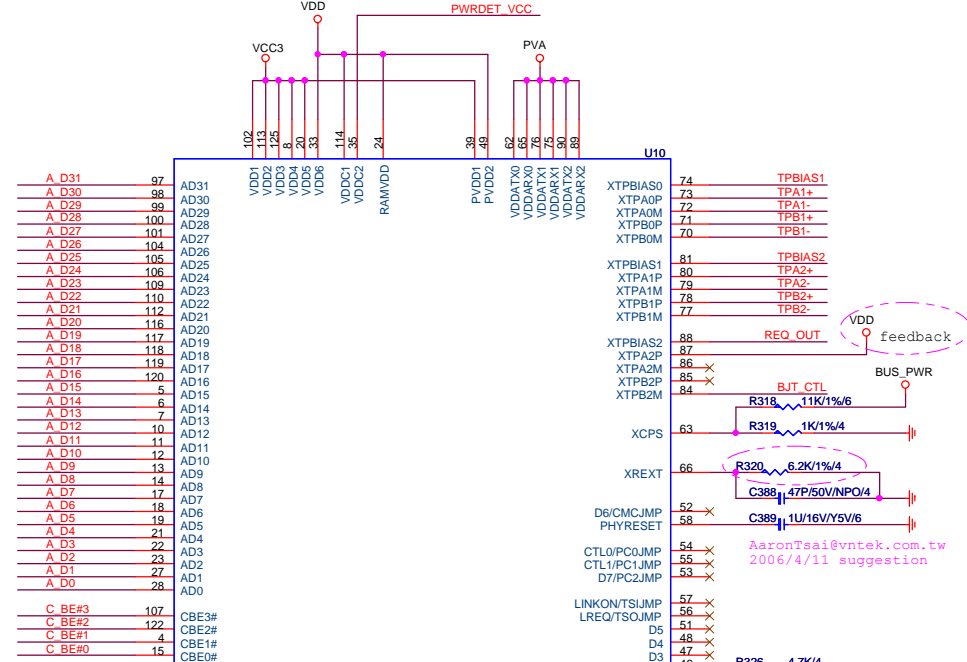 VDD
PWRDET_VCC
VCC3
PVA
102
113
125
8
20
33
114
35
24
39
49
62
65
76
75
90
89
U10
VDD1
VDD2
VDD3
VDD4
VDD5
VDD6
VDDC1
VDDC2
RAMVDD
PVDD1
PVDD2
VDDATX0
VDDARX0
VDDATX1
VDDARX1
VDDATX2
VDDARX2
A_D31 97 AD31
A_D30 98 AD30
A_D29 99 AD29
A_D28 100 AD28
A_D27 101 AD27
A_D26 104 AD26
A_D25 105 AD25
A_D24 106 AD24
A_D23 109 AD23
A_D22 110 AD22
A_D21 112 AD21
A_D20 116 AD20
A_D19 117 AD19
A_D18 118 AD18
A_D17 119 AD17
A_D16 120 AD16
A_D15 5 AD15
A_D14 6 AD14
A_D13 7 AD13
A_D12 10 AD12
A_D11 11 AD11
A_D10 12 AD10
A_D9 13 AD9
A_D8 14 AD8
A_D7 17 AD7
A_D6 18 AD6
A_D5 19 AD5
A_D4 21 AD4
A_D3 22 AD3
A_D2 23 AD2
A_D1 27 AD1
A_D0 28 AD0
C_BE#3 107 CBE3#
C_BE#2 122 CBE2#
C_BE#1 4 CBE1#
C_BE#0 15 CBE0#
XTPBIAS0 74 TPBIAS1
XTPA0P 73 TPA1+
XTPA0M 72 TPA1-
XTPB0P 71 TPB1+
XTPB0M 70 TPB1-
XTPBIAS1 81 TPBIAS2
XTPA1P 80 TPA2+
XTPA1M 79 TPA2-
XTPB1P 78 TPB2+
XTPB1M 77 TPB2-
VDD
feedback
XTPBIAS2 88 REQ_OUT
XTPA2P 87
XTPA2M 86
XTPB2P 85
XTPB2M 84 BJT_CTL
BUS_PWR
R318 11K/1%/6
XCPS 63 R319 1K/1%/4
XREXT 66 R320 6.2K/1%/4
C388 47P/50V/NPO/4
D6/CMCJMP 52
PHYRESET 58 C389 1U/16V/Y5V/6
AaronTsai@vntek.com.tw
2006/4/11 suggestion
CTL0/PC0JMP 54
CTL1/PC1JMP 55
D7/PC2JMP 53
LINKON/TSIJMP 57
LREQ/TSOJMP 56
D5 51
D4 48
D3 47
R326 4.7K/4